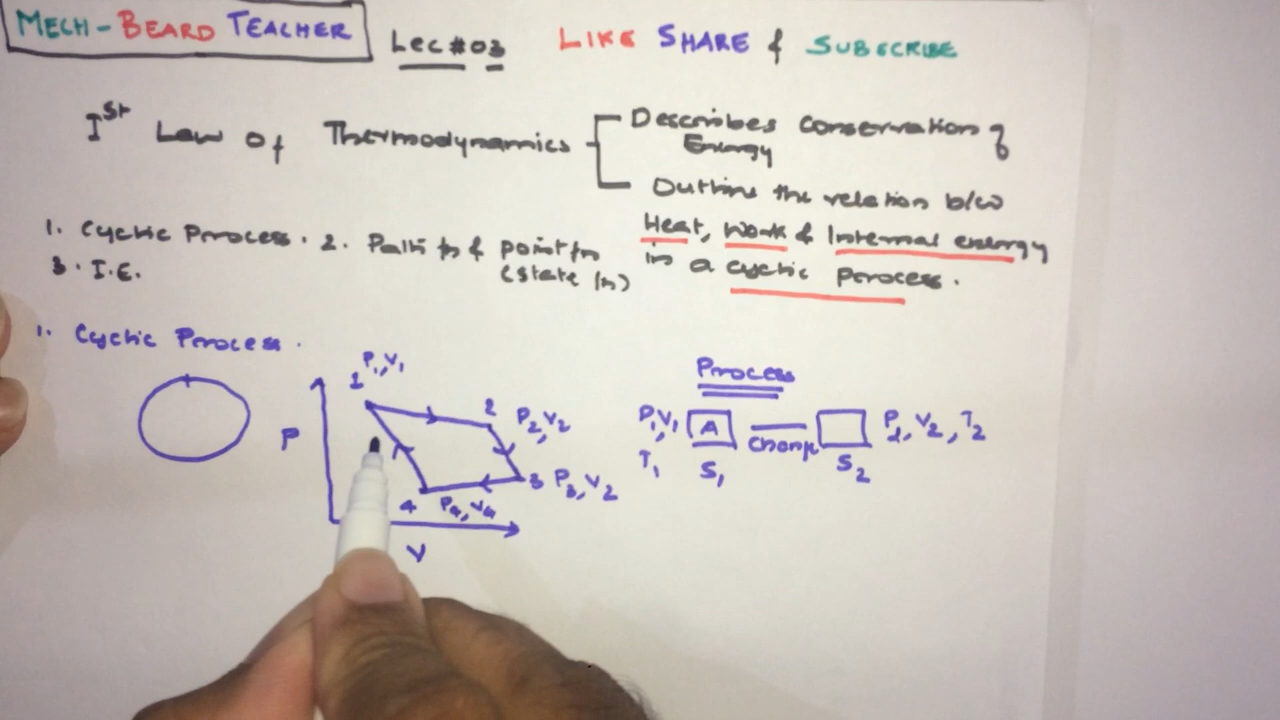 MECH-BEARD TEACHER
Lec #03
LIKE SHARE & SUBSCRIBE
Ist Law Of Thermodynamics
Describes Conservation of
Energy
Outline the relation b/w
Heat, Work & Internal energy
in a cyclic process.
1. Cyclic Process. 2. Path fn & point fn
(state fn)
3. I.E.
1. Cyclic Process.
P
V
1 P1,V1
2 P2,V2
3 P3,V2
4 P4,V4
Process
P1,V1 A Change P2,V2,T2
T1 S1 S2